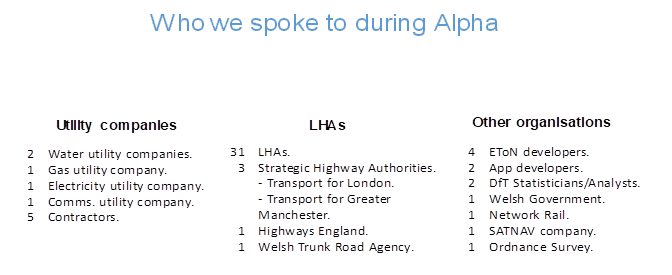 Who we spoke to during Alpha
Utility companies
2 Water utility companies.
1 Gas utility company.
1 Electricity utility company.
1 Comms. utility company.
5 Contractors.
LHAs
31 LHAs.
3 Strategic Highway Authorities.
- Transport for London.
- Transport for Greater
Manchester.
1 Highways England.
1 Welsh Trunk Road Agency.
Other organisations
4 EToN developers.
2 App developers.
2 DfT Statisticians/Analysts.
1 Welsh Government.
1 Network Rail.
1 SATNAV company.
1 Ordnance Survey.